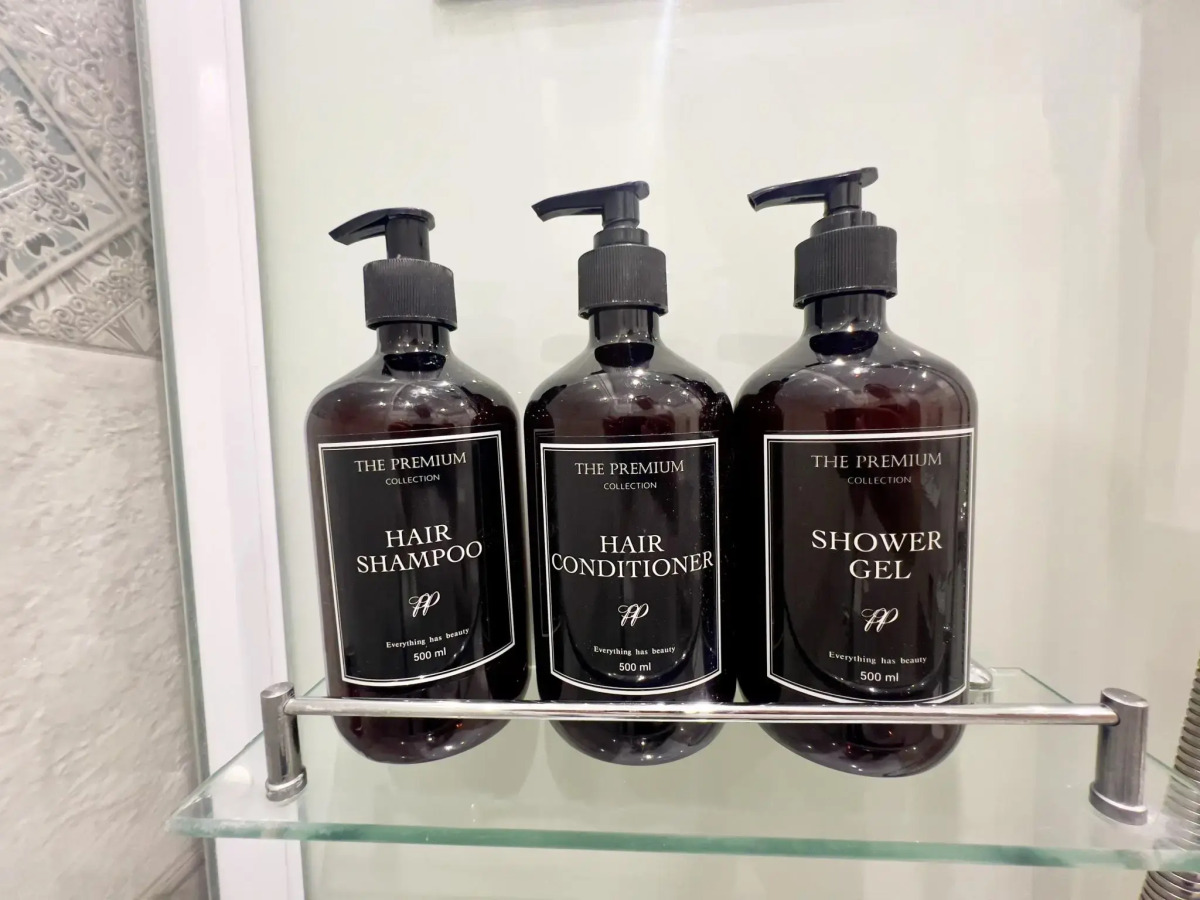 THE PREMIUM
COLLECTION
HAIR
SHAMPOO
Everything has beauty
500 ml
THE PREMIUM
COLLECTION
HAIR
CONDITIONER
Everything has beauty
500 ml
THE PREMIUM
COLLECTION
SHOWER
GEL
Everything has beauty
500 ml